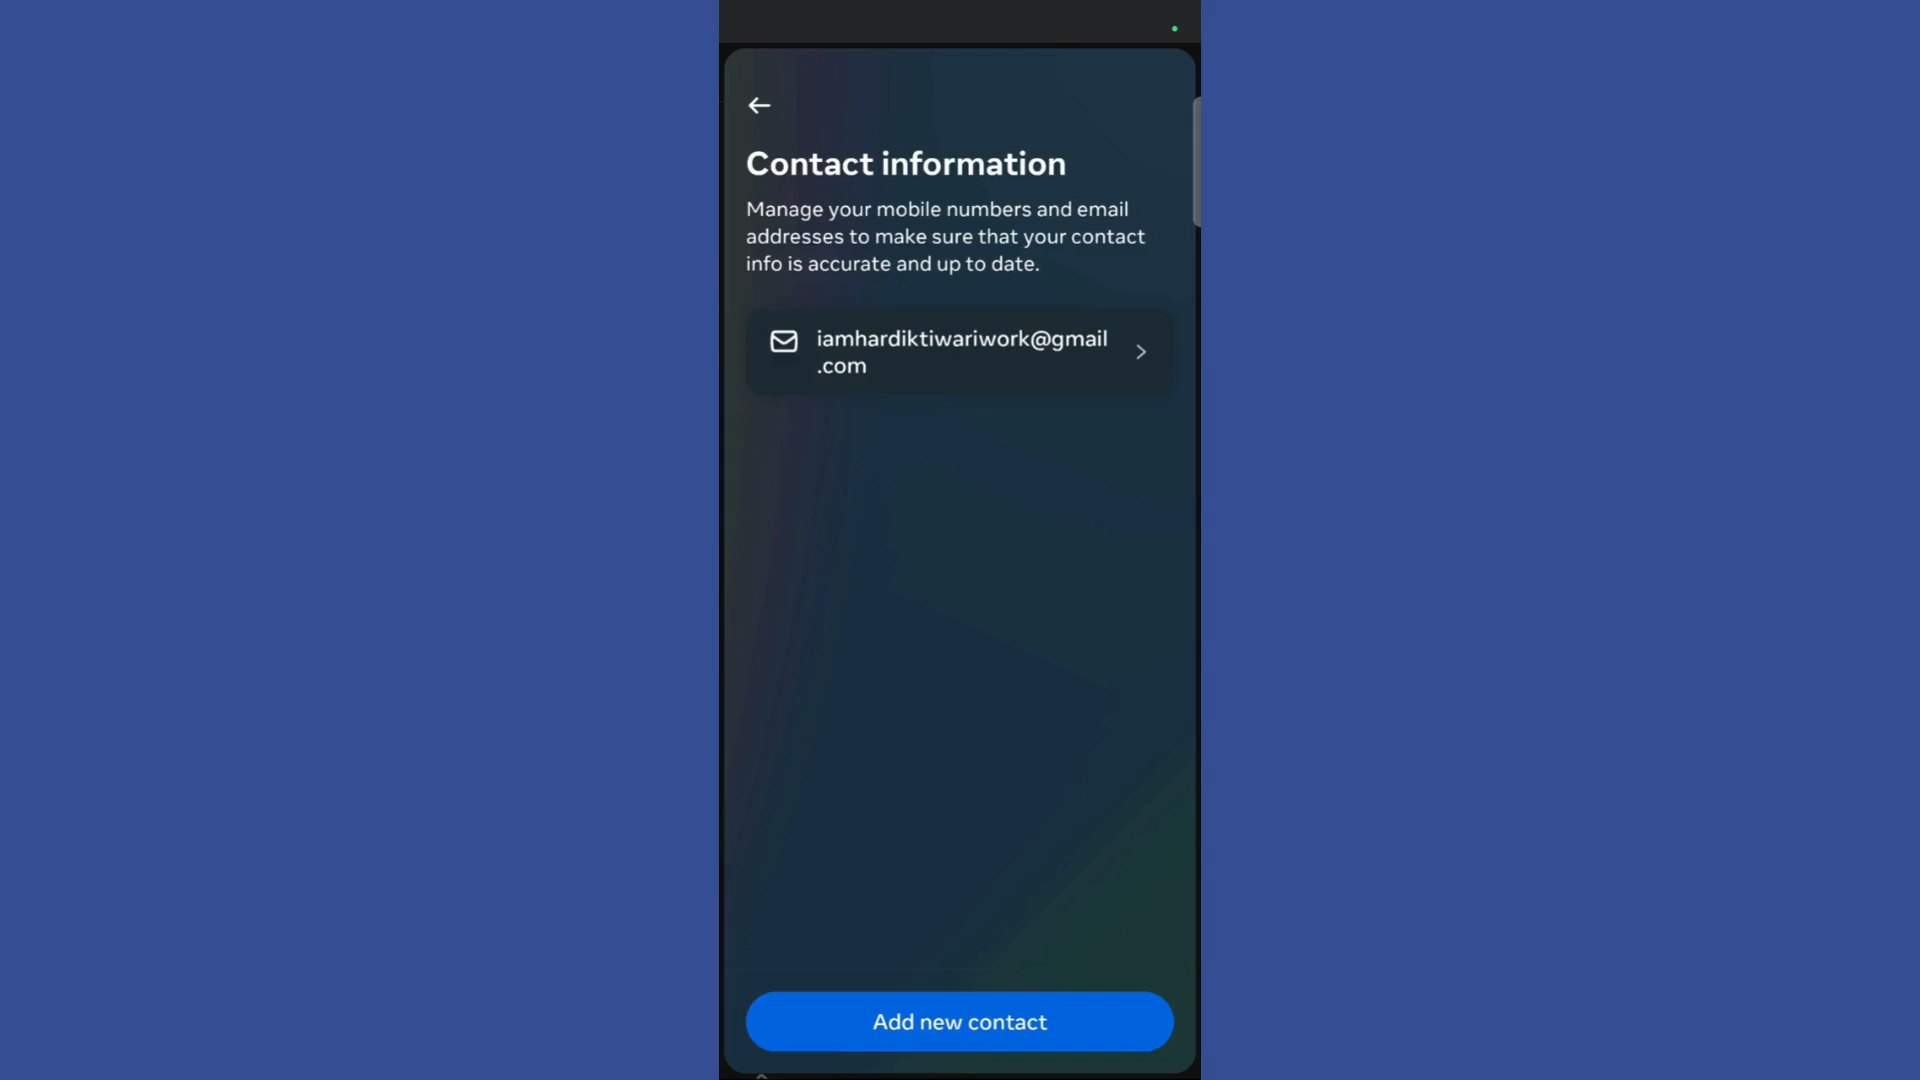 Contact information
Manage your mobile numbers and email
addresses to make sure that your contact
info is accurate and up to date.
iamhardiktiwariwork@gmail
.com
Add new contact